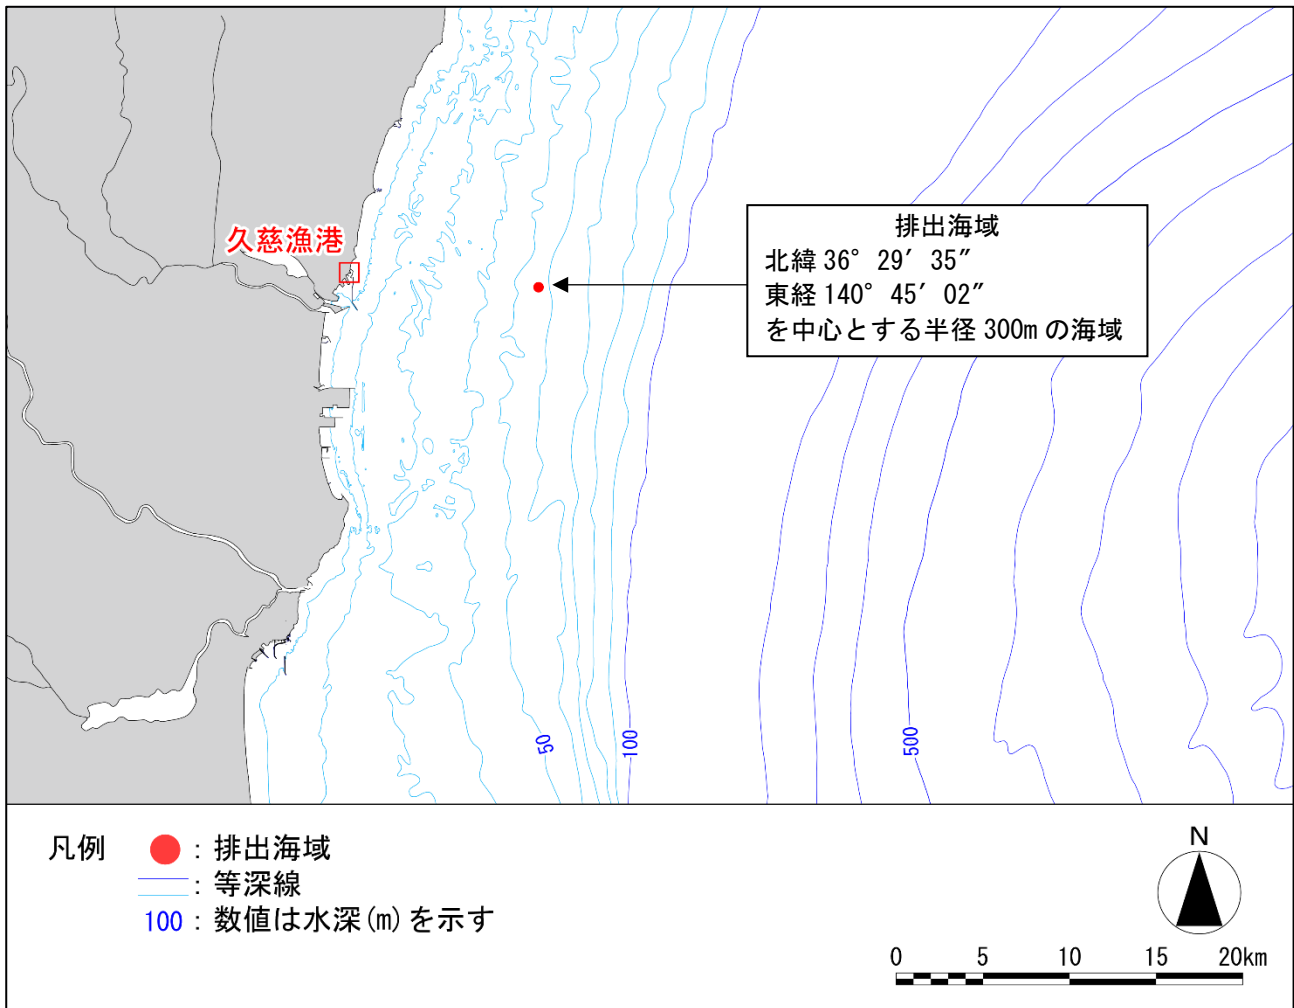 久慈漁港
排出海域
北緯 36° 29′ 35″
東経 140° 45′ 02″
を中心とする半径 300m の海域
50
100
500
凡例
: 排出海域
: 等深線
100 : 数値は水深(m)を示す
N
0 5 10 15 20km